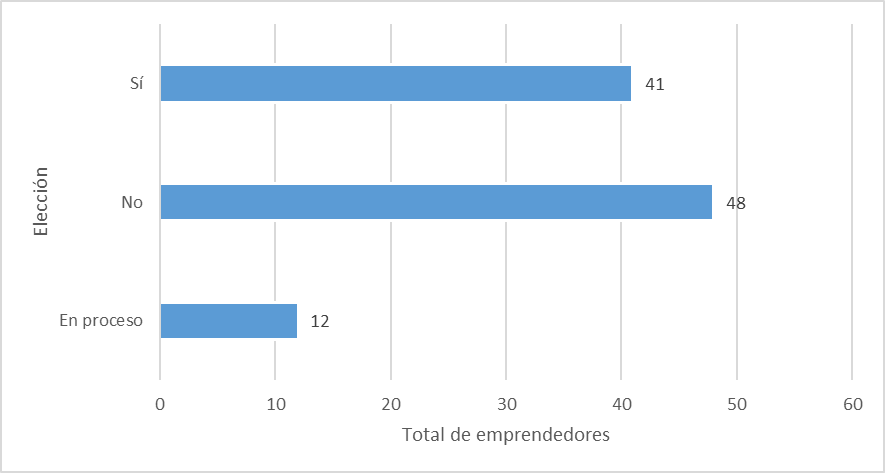 Elección
Sí
41
No
48
En proceso
12
0 10 20 30 40 50 60
Total de emprendedores